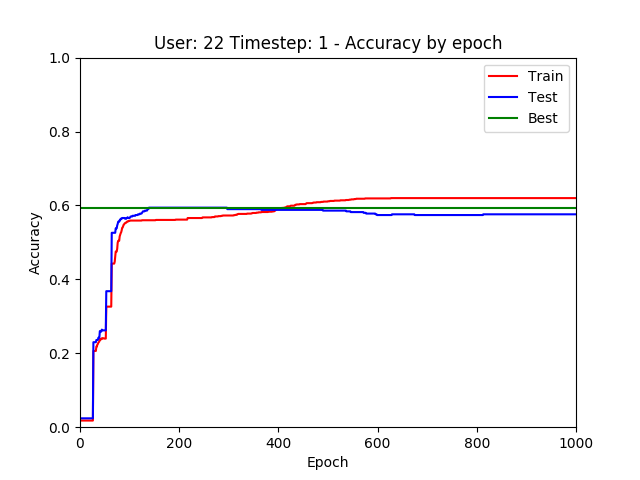 User: 22 Timestep: 1 - Accuracy by epoch
1.0
0.8
0.6
0.4
0.2
0.0
Accuracy
Train
Test
Best
0 200 400 600 800 1000
Epoch